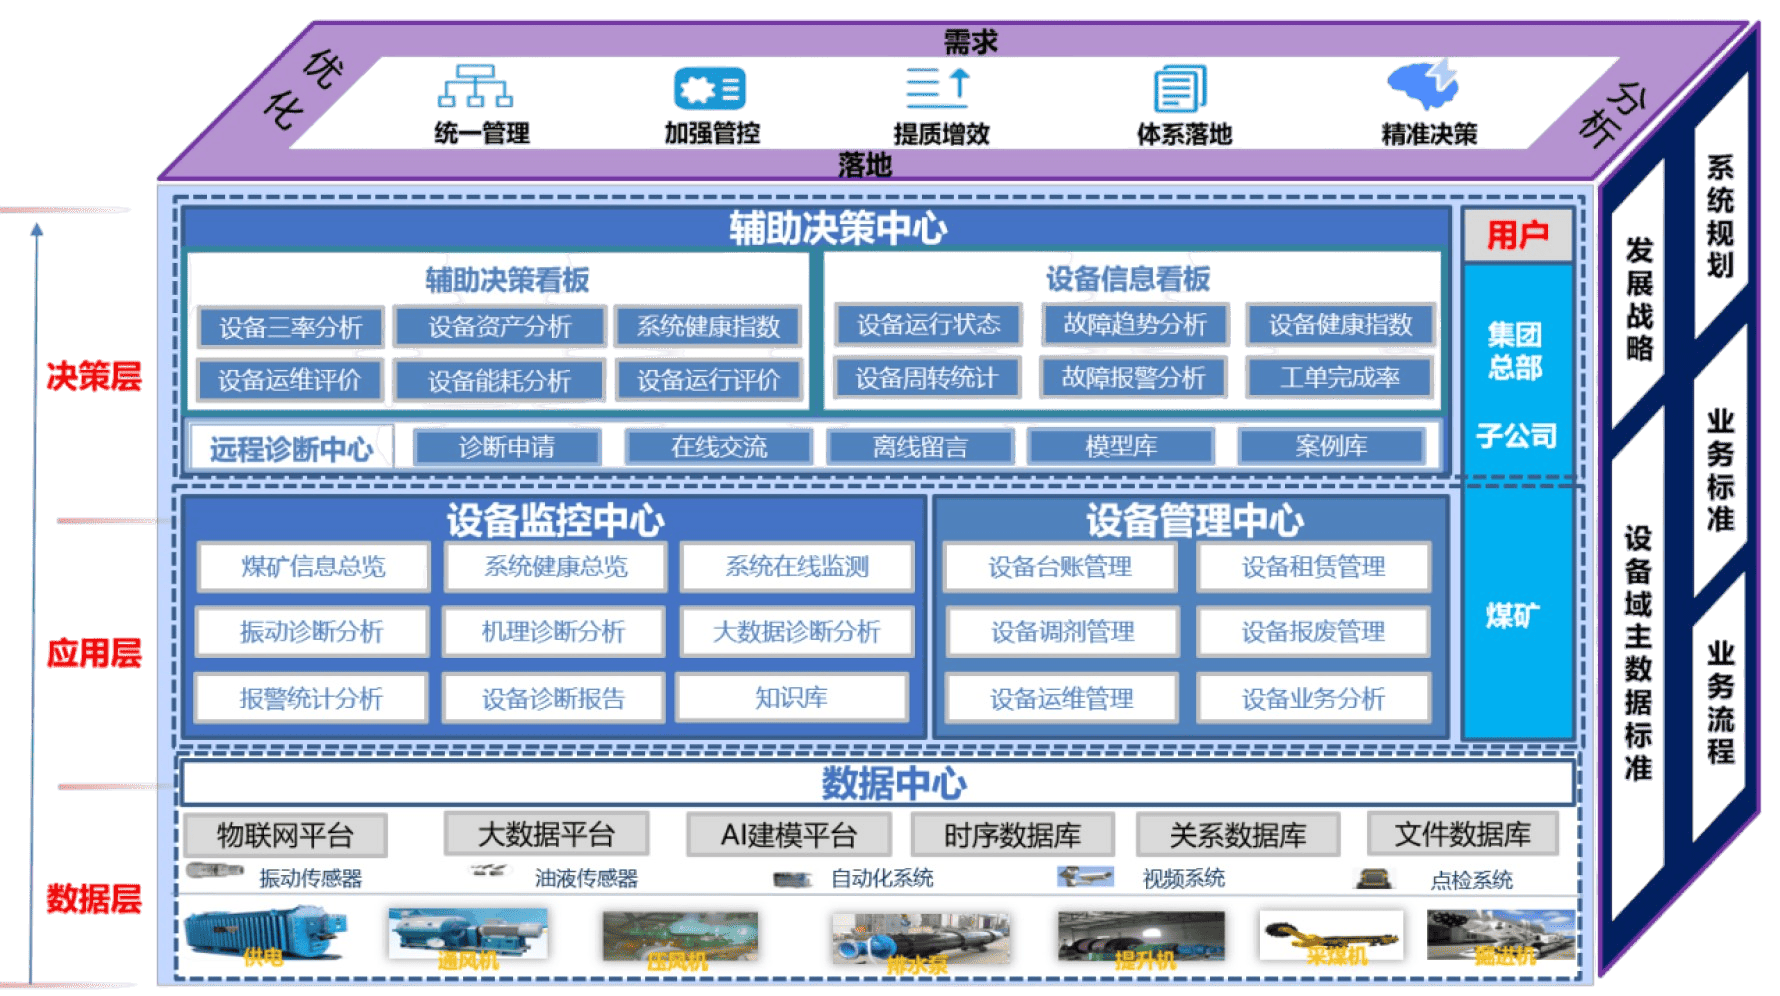 需求
优化
分析
统一管理
加强管控
提质增效
体系落地
精准决策
落地
决策层
应用层
数据层
辅助决策中心
辅助决策看板
设备三率分析
设备资产分析
系统健康指数
设备运维评价
设备能耗分析
设备运行评价
设备信息看板
设备运行状态
故障趋势分析
设备健康指数
设备周转统计
故障报警分析
工单完成率
远程诊断中心
诊断申请
在线交流
离线留言
模型库
案例库
用户
集团
总部
子公司
煤矿
设备监控中心
煤矿信息总览
系统健康总览
系统在线监测
振动诊断分析
机理诊断分析
大数据诊断分析
报警统计分析
设备诊断报告
知识库
设备管理中心
设备台账管理
设备租赁管理
设备调剂管理
设备报废管理
设备运维管理
设备业务分析
数据中心
物联网平台
大数据平台
AI建模平台
时序数据库
关系数据库
文件数据库
振动传感器
油液传感器
自动化系统
视频系统
点检系统
供电
通风机
压风机
排水泵
提升机
采煤机
掘进机
发展战略
设备域主数据标准
系统规划
业务标准
业务流程